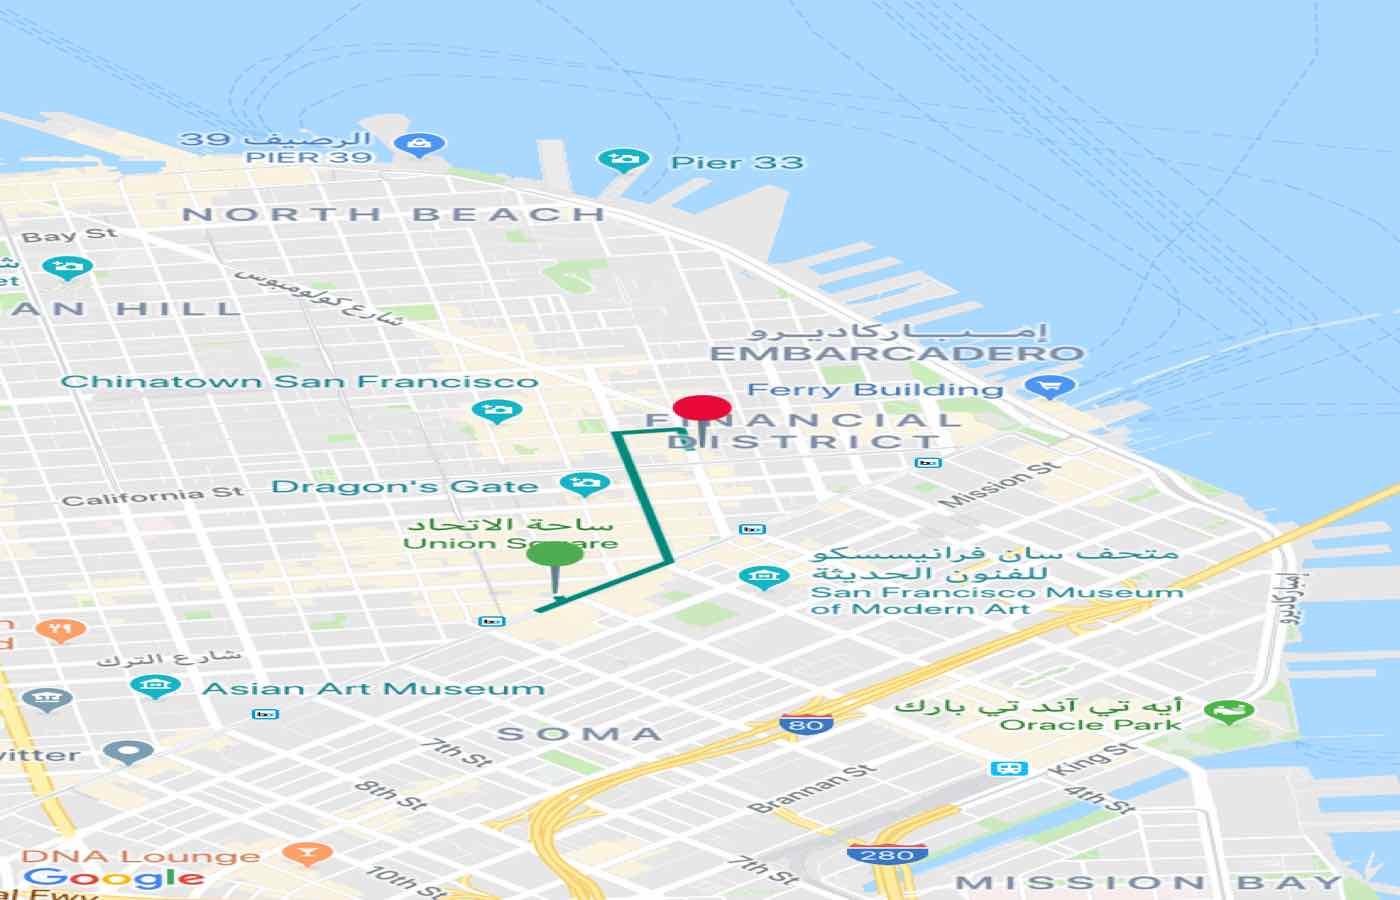 الرصيف 39
PIER 39
Pier 33
NORTH BEACH
Bay St
et
شارع كولومبوس
AN HILL
إمباركاديرو
EMBARCADERO
Chinatown San Francisco
Ferry Building
FINANCIAL
DISTRICT
California St
Dragon's Gate
Mission St
ساحة الاتحاد
Union Square
متحف سان فرانيسسكو
للفنون الحديثة
San Francisco Museum
of Modern Art
إمباركاديرو
شارع الترك
Asian Art Museum
أيه تي آند تي بارك
Oracle Park
80
SOMA
vitter
7th St
King St
8th St
Brannan St
4th St
DNA Lounge
280
Google
7th St
10th St
MISSION BAY
al Fwy